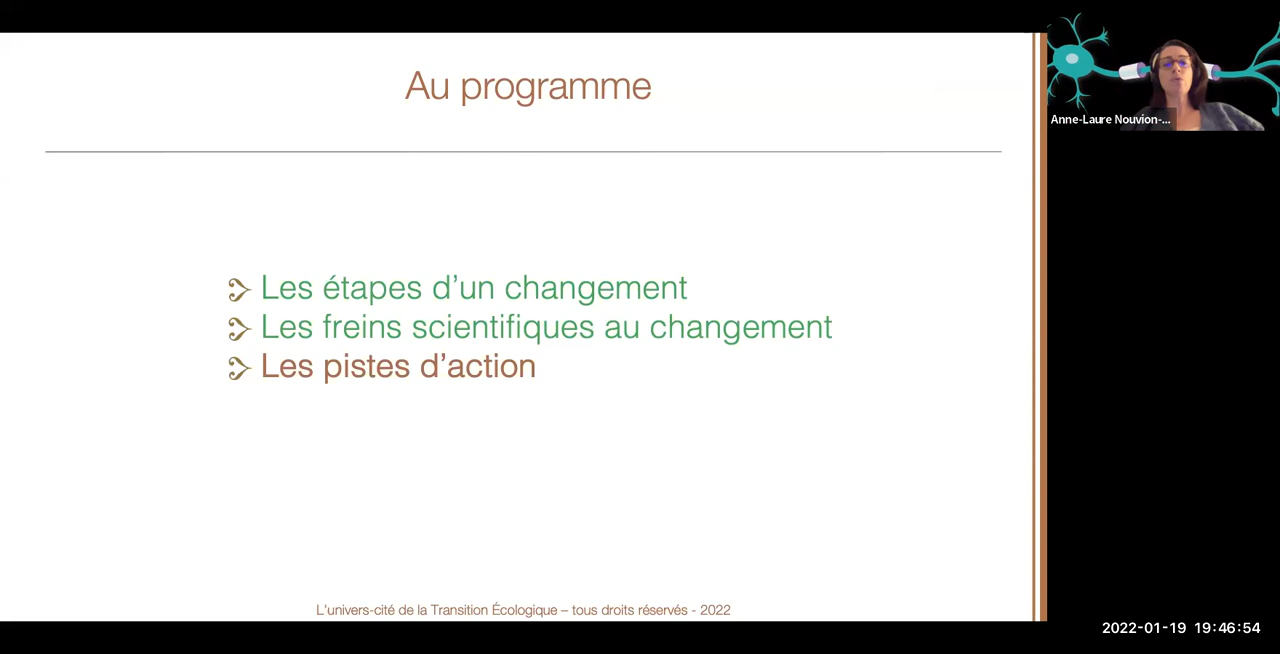 Au programme
Les étapes d’un changement
Les freins scientifiques au changement
Les pistes d’action
L’univers-cité de la Transition Écologique – tous droits réservés - 2022
Anne-Laure Nouvion-...
2022-01-19 19:46:54